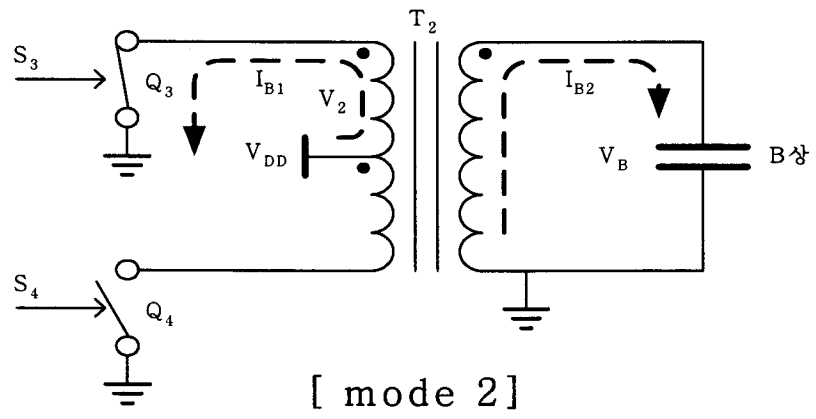 T2
S3
Q3
IB1
V2
IB2
VDD
VB
B상
S4
Q4
[ mode 2]